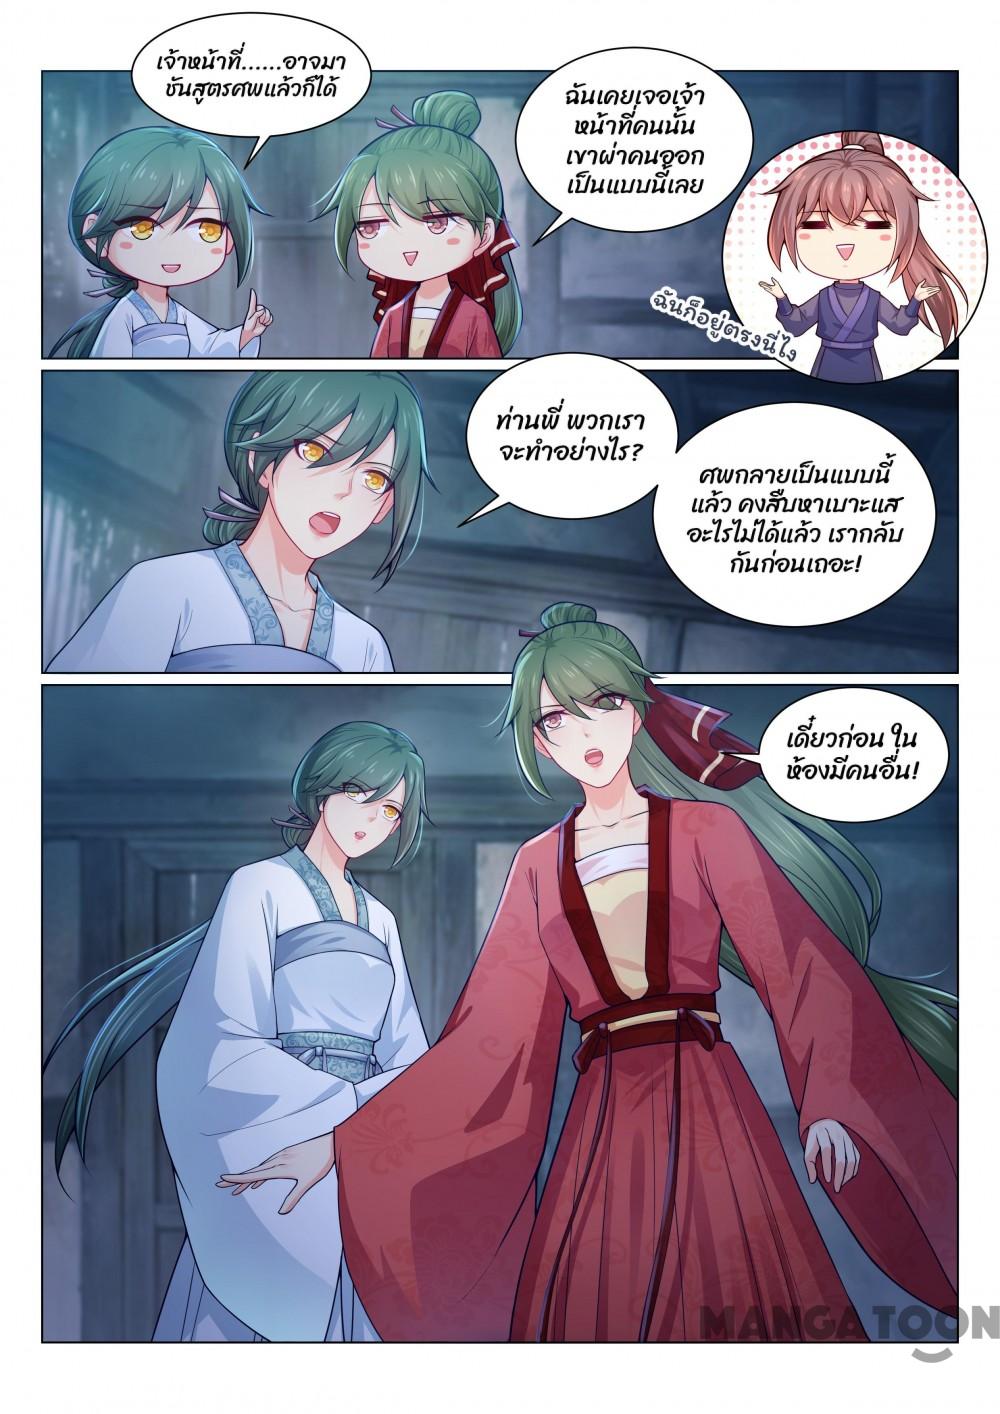 เจ้าหน้าที่......อาจมา
ชันสูตรศพแล้วก็ได้
ฉันเคยเจอเจ้า
หน้าที่คนนั้น
เขาผ่าคนออก
เป็นแบบนี้เลย
ฉันก็อยู่ตรงนี่ไง
ท่านพี่ พวกเรา
จะทำอย่างไร?
ศพกลายเป็นแบบนี้
แล้ว คงสืบหาเบาะแส
อะไรไม่ได้แล้ว เรากลับ
กันก่อนเถอะ!
เดี๋ยวก่อน ใน
ห้องมีคนอื่น!
MANGATOON